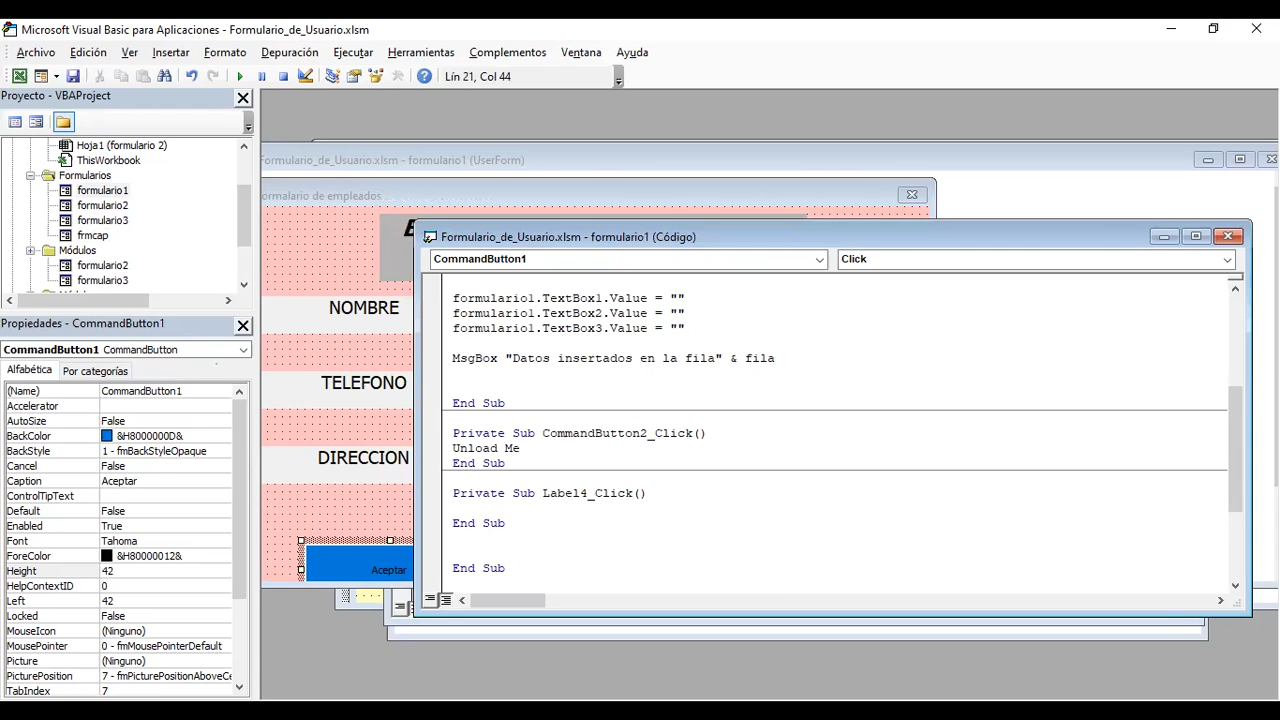 Microsoft Visual Basic para Aplicaciones - Formulario_de_Usuario.xlsm
Archivo Edición Ver Insertar Formato Depuración Ejecutar Herramientas Complementos Ventana Ayuda
Lín 21, Col 44
Proyecto - VBAProject
Hoja1 (formulario 2)
ThisWorkbook
Formularios
formulario1
formulario2
formulario3
frmcap
Módulos
formulario2
formulario3
Propiedades - CommandButton1
CommandButton1 CommandButton
Alfabética Por categorías
(Name) CommandButton1
Accelerator
AutoSize False
BackColor &H8000000D&
BackStyle 1 - fmBackStyleOpaque
Cancel False
Caption Aceptar
ControlTipText
Default False
Enabled True
Font Tahoma
ForeColor &H80000012&
Height 42
HelpContextID 0
Left 42
Locked False
MouseIcon (Ninguno)
MousePointer 0 - fmMousePointerDefault
Picture (Ninguno)
PicturePosition 7 - fmPicturePositionAboveCe
TabIndex 7
Formulario_de_Usuario.xlsm - formulario1 (UserForm)
ormalario de empleados
NOMBRE
TELEFONO
DIRECCION
Aceptar
Formulario_de_Usuario.xlsm - formulario1 (Código)
CommandButton1 Click
formulario1.TextBox1.Value = ""
formulario1.TextBox2.Value = ""
formulario1.TextBox3.Value = ""
MsgBox "Datos insertados en la fila" & fila
End Sub
Private Sub CommandButton2_Click()
Unload Me
End Sub
Private Sub Label4_Click()
End Sub
End Sub